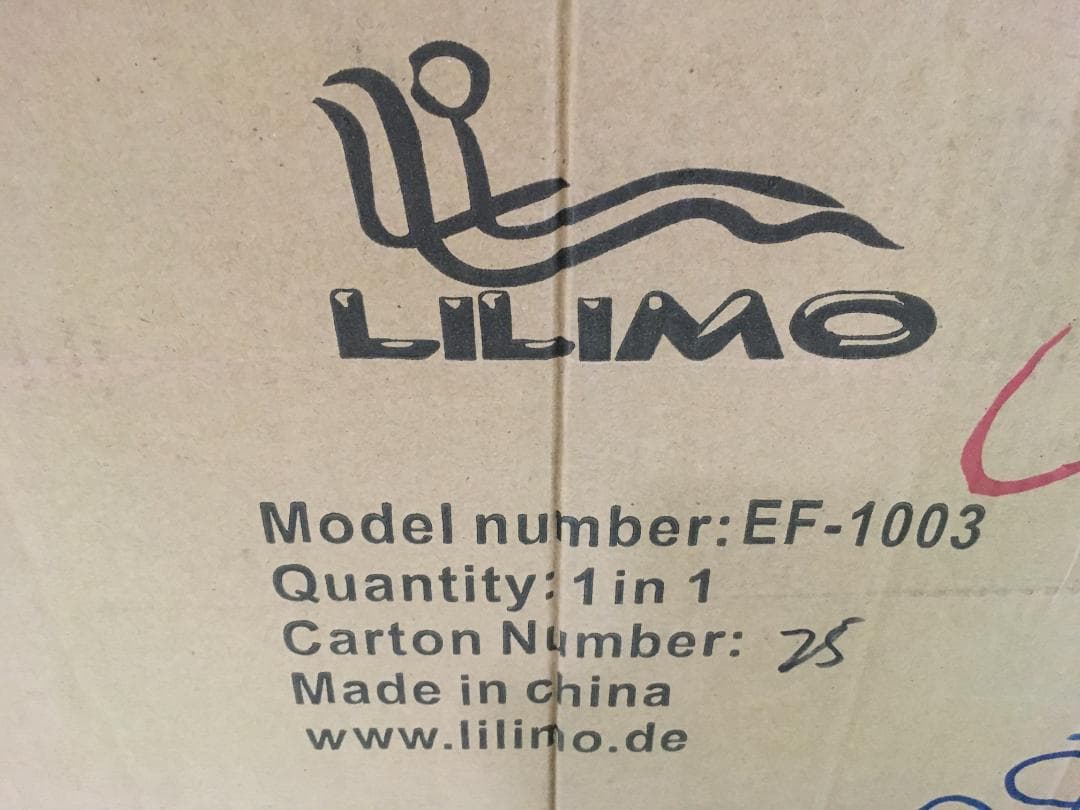 LILIMO
Model number: EF-1003
Quantity: 1 in 1
Carton Number: 25
Made in china
www.lilimo.de